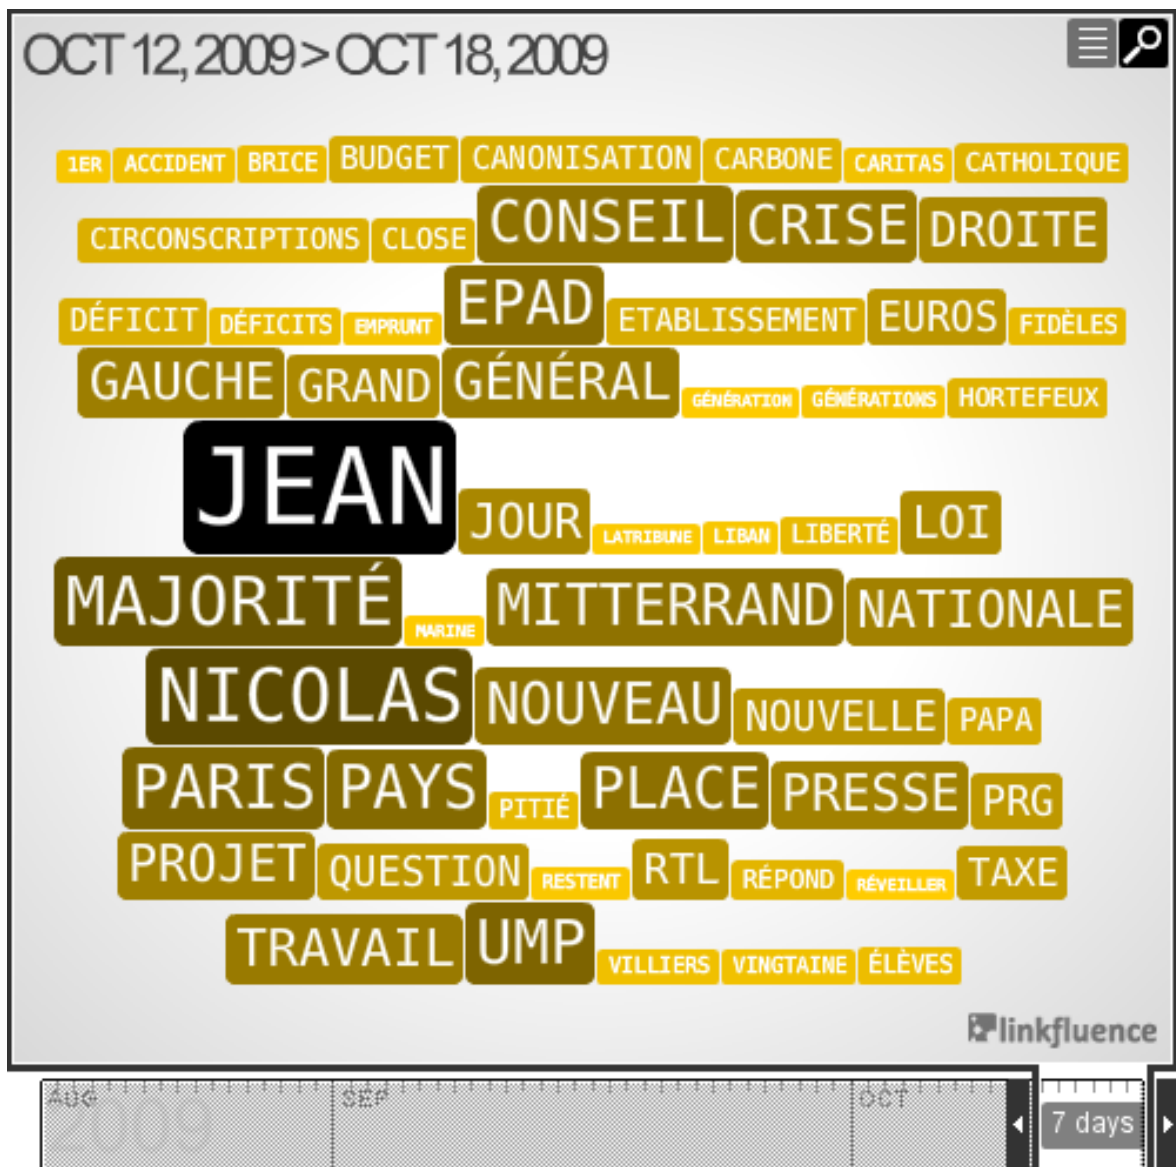 OCT 12, 2009 > OCT 18, 2009
1ER ACCIDENT BRICE BUDGET CANONISATION CARBONE CARITAS CATHOLIQUE
CIRCONSCRIPTIONS CLOSE CONSEIL CRISE DROITE
DÉFICIT DÉFICITS EMPRUNT EPAD ETABLISSEMENT EUROS FIDÈLES
GAUCHE GRAND GÉNÉRAL GÉNÉRATION GÉNÉRATIONS HORTEFEUX
JEAN JOUR LATRIBUNE LIBAN LIBERTÉ LOI
MAJORITÉ MARINE MITTERRAND NATIONALE
NICOLAS NOUVEAU NOUVELLE PAPA
PARIS PAYS PITIÉ PLACE PRESSE PRG
PROJET QUESTION RESTENT RTL RÉPOND RÉVEILLER TAXE
TRAVAIL UMP VILLIERS VINGTAINE ÉLÈVES
linkfluence
AUG SEP OCT
2009 7 days